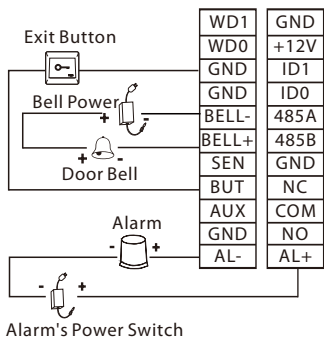 Exit Button
Bell Power
+ -
+ -
Door Bell
Alarm
- +
- +
Alarm's Power Switch
WD1 GND
WD0 +12V
GND ID1
GND ID0
BELL- 485A
BELL+ 485B
SEN GND
BUT NC
AUX COM
GND NO
AL- AL+